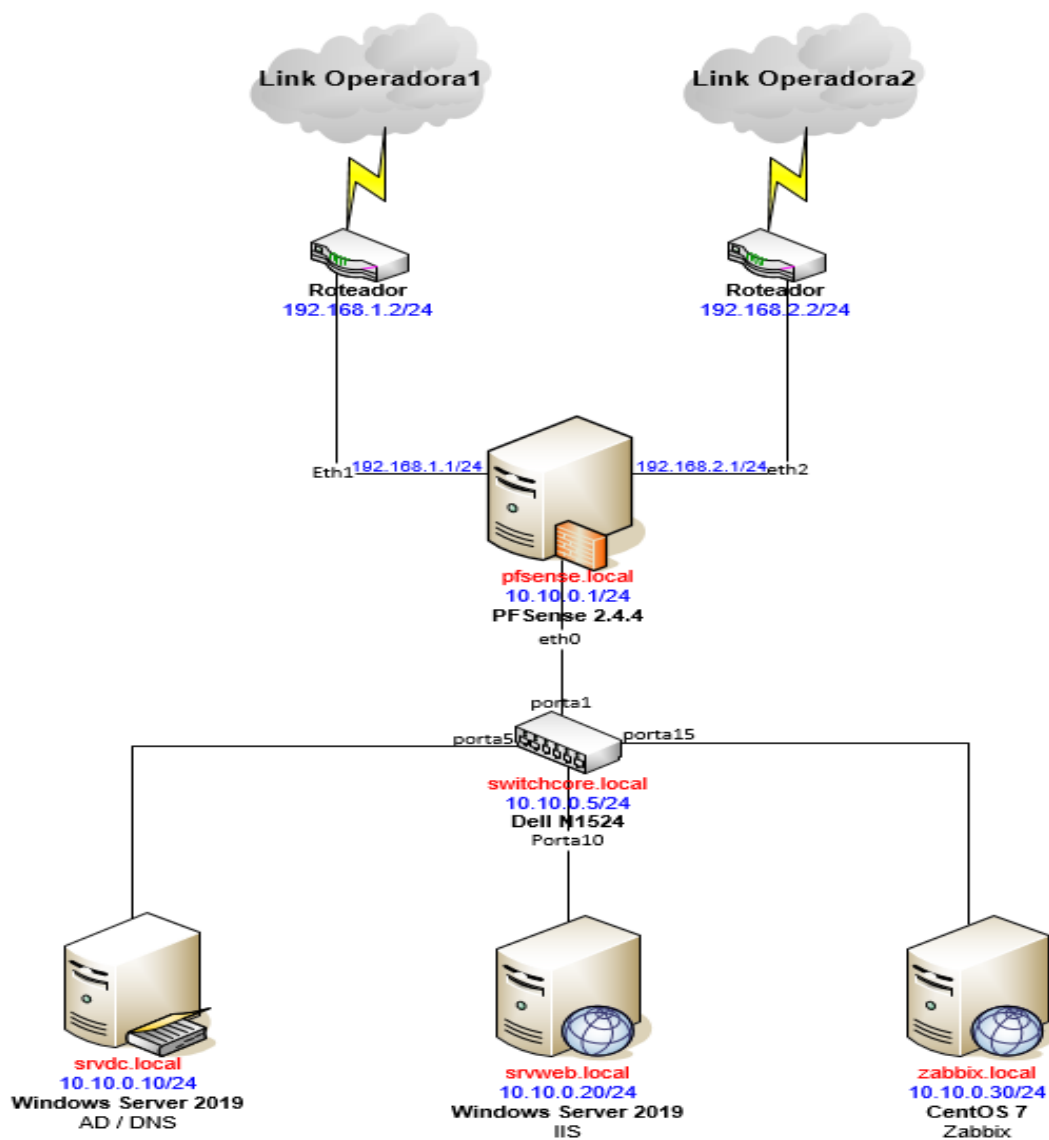 Link Operadora1
Link Operadora2
Roteador
192.168.1.2/24
Roteador
192.168.2.2/24
Eth1
192.168.1.1/24
192.168.2.1/24
eth2
pfsense.local
10.10.0.1/24
PFSense 2.4.4
eth0
porta1
porta5
porta15
switchcore.local
10.10.0.5/24
Dell N1524
Porta10
srvdc.local
10.10.0.10/24
Windows Server 2019
AD / DNS
srvweb.local
10.10.0.20/24
Windows Server 2019
IIS
zabbix.local
10.10.0.30/24
CentOS 7
Zabbix